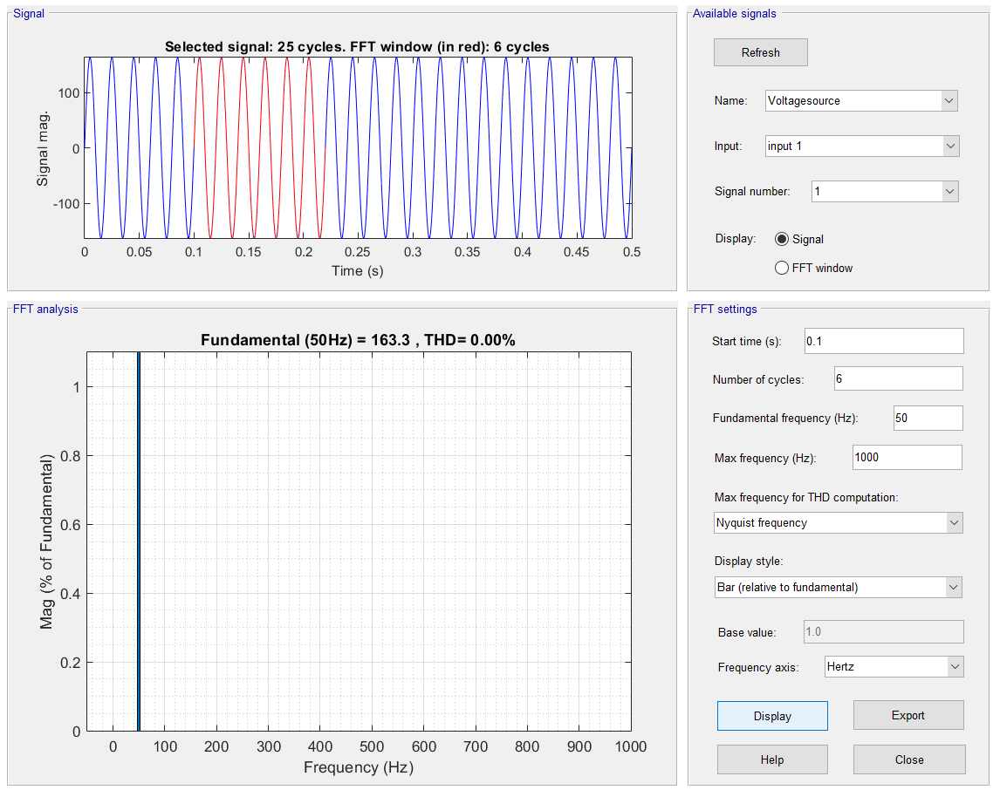 Signal
Selected signal: 25 cycles. FFT window (in red): 6 cycles
Signal mag.
100
0
-100
0 0.05 0.1 0.15 0.2 0.25 0.3 0.35 0.4 0.45 0.5
Time (s)
Available signals
Refresh
Name: Voltagesource
Input: input 1
Signal number: 1
Display: Signal
FFT window
FFT analysis
Fundamental (50Hz) = 163.3 , THD= 0.00%
Mag (% of Fundamental)
1
0.8
0.6
0.4
0.2
0
0 100 200 300 400 500 600 700 800 900 1000
Frequency (Hz)
FFT settings
Start time (s): 0.1
Number of cycles: 6
Fundamental frequency (Hz): 50
Max frequency (Hz): 1000
Max frequency for THD computation:
Nyquist frequency
Display style:
Bar (relative to fundamental)
Base value: 1.0
Frequency axis: Hertz
Display Export
Help Close